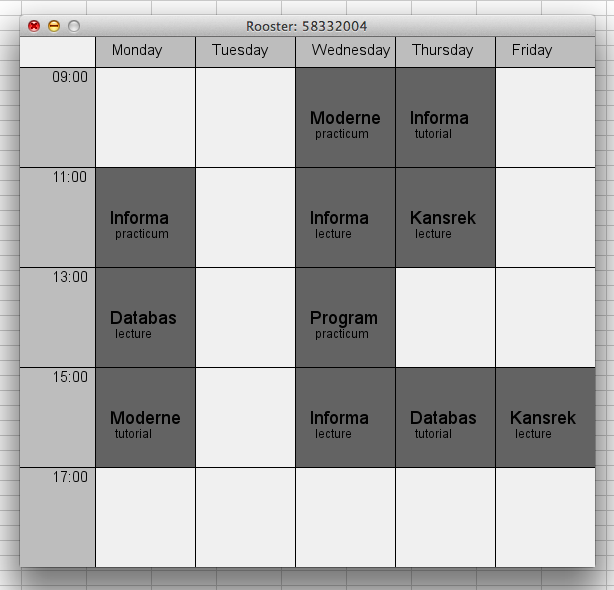 Rooster: 58332004
Monday Tuesday Wednesday Thursday Friday
09:00
Moderne Informa
practicum tutorial
11:00
Informa Informa Kansrek
practicum lecture lecture
13:00
Databas Program
lecture practicum
15:00
Moderne Informa Databas Kansrek
tutorial lecture tutorial lecture
17:00